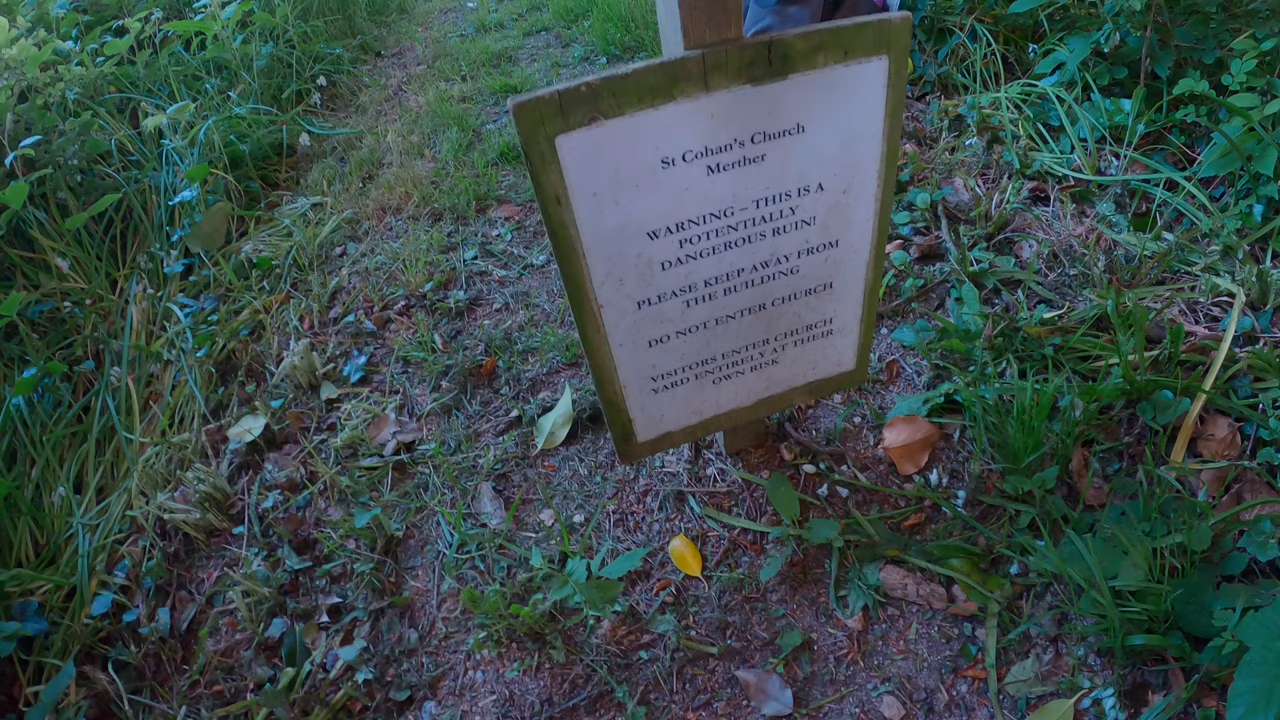 St Cohan's Church
Merther
WARNING – THIS IS A
POTENTIALLY
DANGEROUS RUIN!
PLEASE KEEP AWAY FROM
THE BUILDING
DO NOT ENTER CHURCH
VISITORS ENTER CHURCH
YARD ENTIRELY AT THEIR
OWN RISK